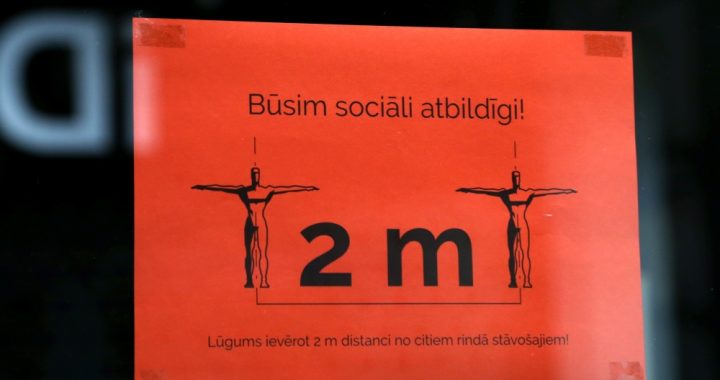 Būsim sociāli atbildīgi!
2 m
Lūgums ievērot 2 m distanci no citiem rindā stāvošajiem!